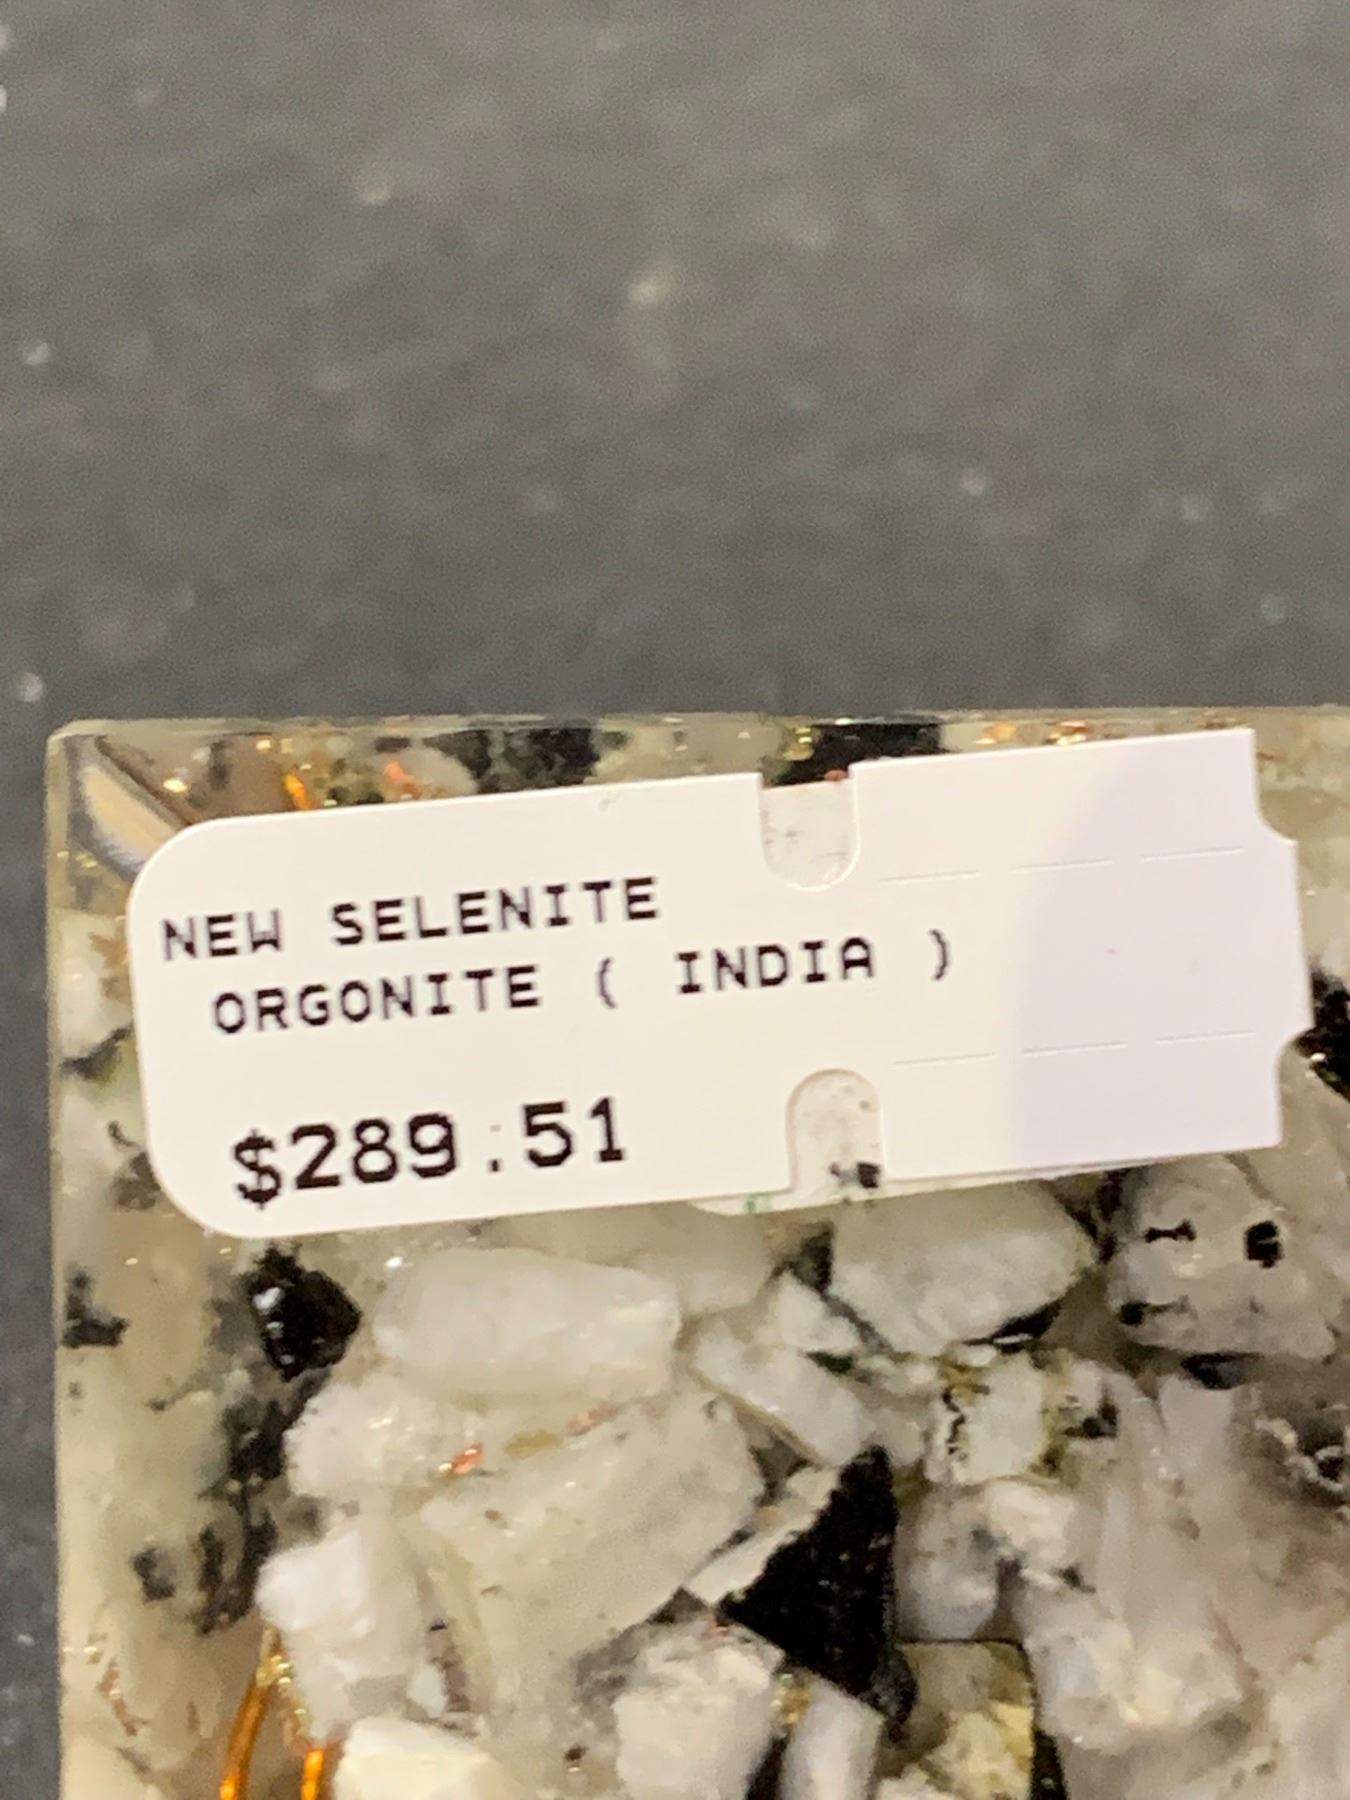 NEW SELENITE
ORGONITE ( INDIA )
$289.51